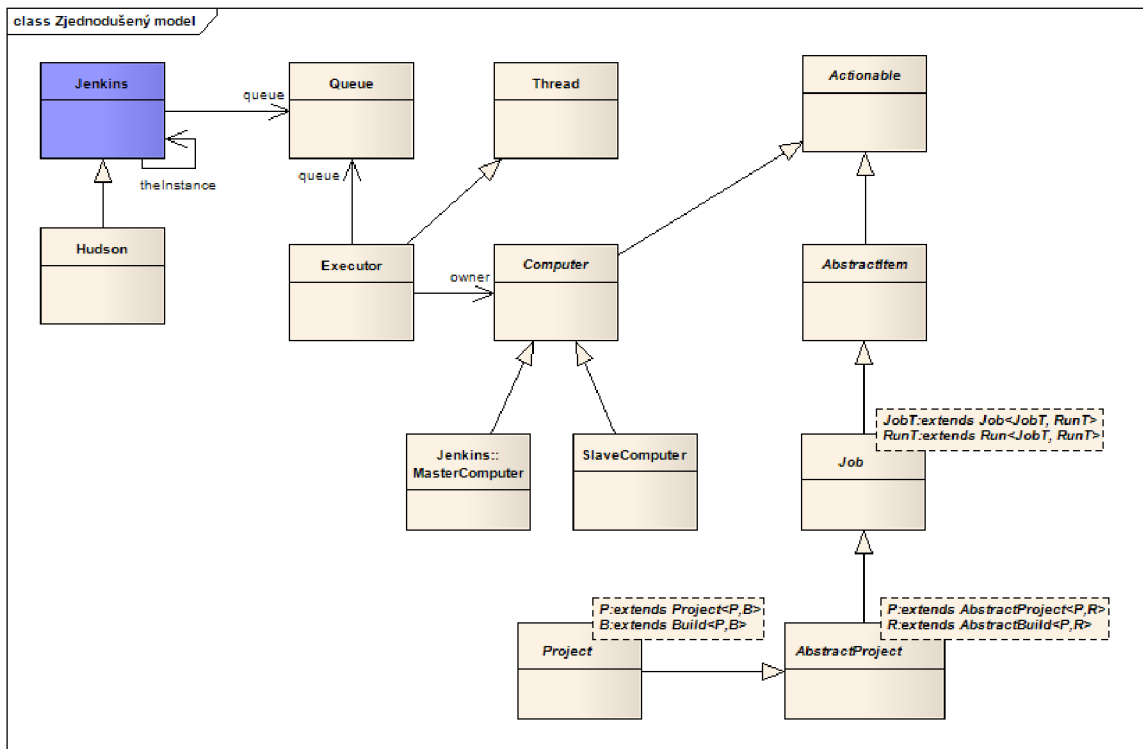 class Zjednodušený model
Jenkins
Queue
Thread
Actionable
queue
theInstance
queue
Hudson
Executor
owner
Computer
AbstractItem
JobT:extends Job<JobT, RunT>
RunT:extends Run<JobT, RunT>
Jenkins::
MasterComputer
SlaveComputer
Job
P:extends Project<P,B>
B:extends Build<P,B>
P:extends AbstractProject<P,R>
R:extends AbstractBuild<P,R>
Project
AbstractProject